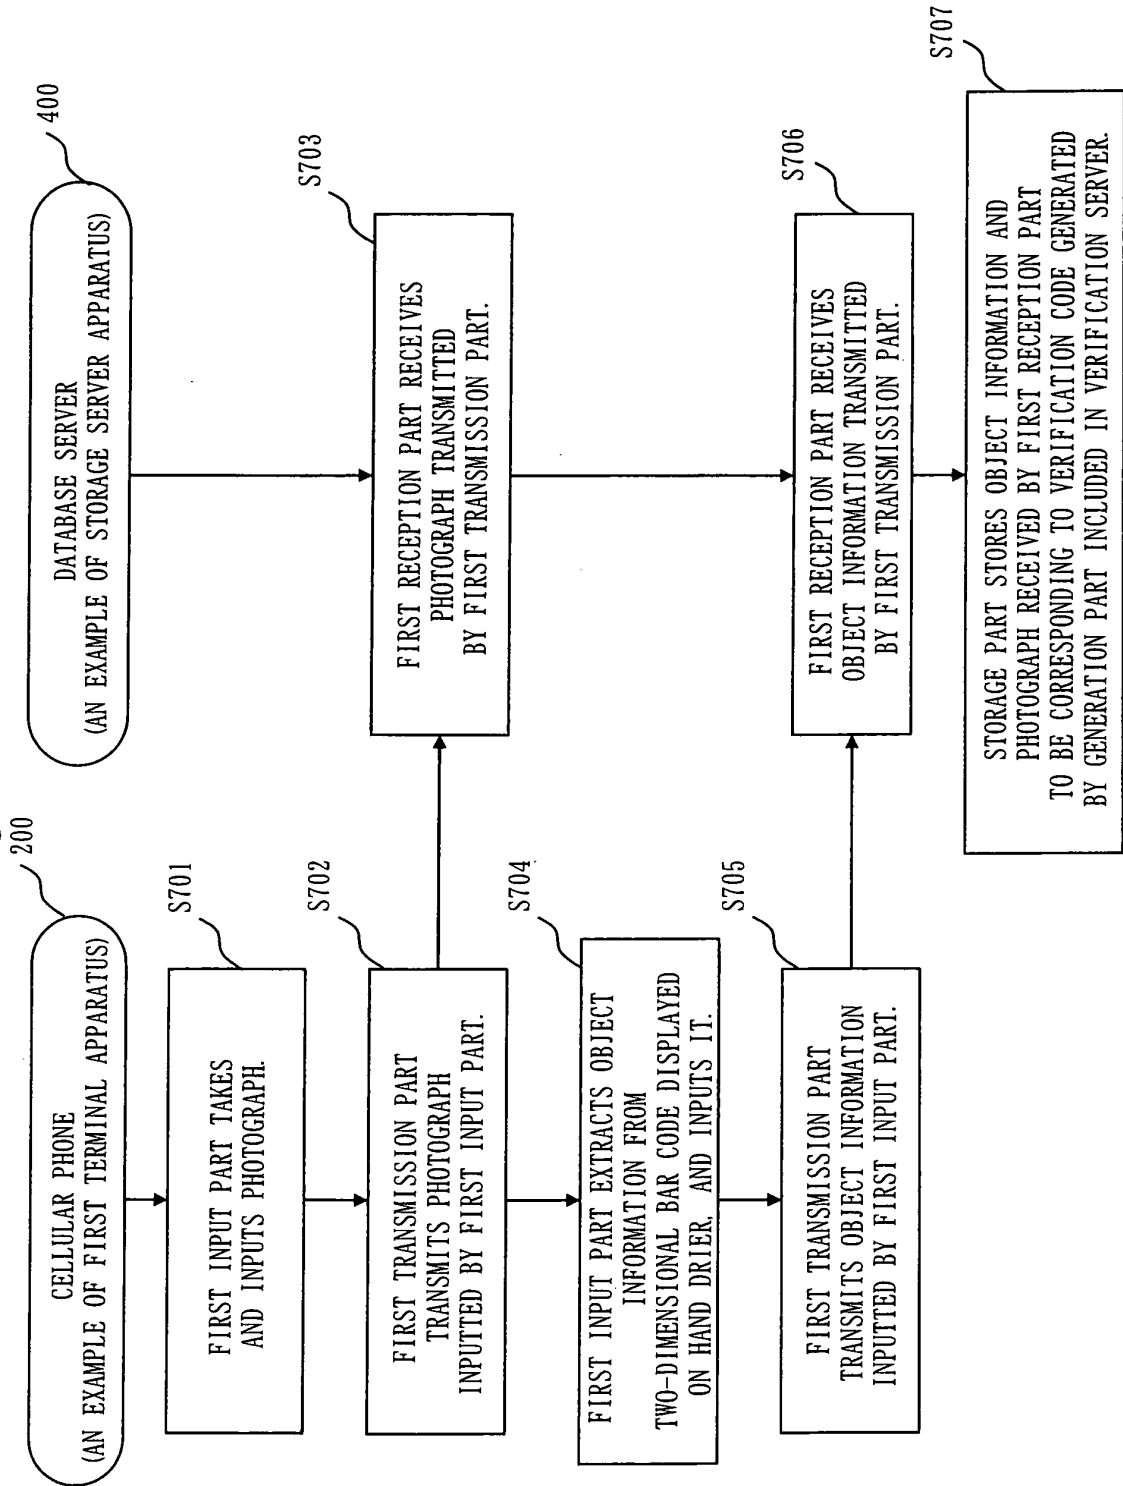 200
CELLULAR PHONE
(AN EXAMPLE OF FIRST TERMINAL APPARATUS)
S701
FIRST INPUT PART TAKES
AND INPUTS PHOTOGRAPH.
S702
FIRST TRANSMISSION PART
TRANSMITS PHOTOGRAPH
INPUTTED BY FIRST INPUT PART.
S704
FIRST INPUT PART EXTRACTS OBJECT
INFORMATION FROM
TWO-DIMENSIONAL BAR CODE DISPLAYED
ON HAND DRIER, AND INPUTS IT.
S705
FIRST TRANSMISSION PART
TRANSMITS OBJECT INFORMATION
INPUTTED BY FIRST INPUT PART.
400
DATABASE SERVER
(AN EXAMPLE OF STORAGE SERVER APPARATUS)
S703
FIRST RECEPTION PART RECEIVES
PHOTOGRAPH TRANSMITTED
BY FIRST TRANSMISSION PART.
S706
FIRST RECEPTION PART RECEIVES
OBJECT INFORMATION TRANSMITTED
BY FIRST TRANSMISSION PART.
S707
STORAGE PART STORES OBJECT INFORMATION AND
PHOTOGRAPH RECEIVED BY FIRST RECEPTION PART
TO BE CORRESPONDING TO VERIFICATION CODE GENERATED
BY GENERATION PART INCLUDED IN VERIFICATION SERVER.